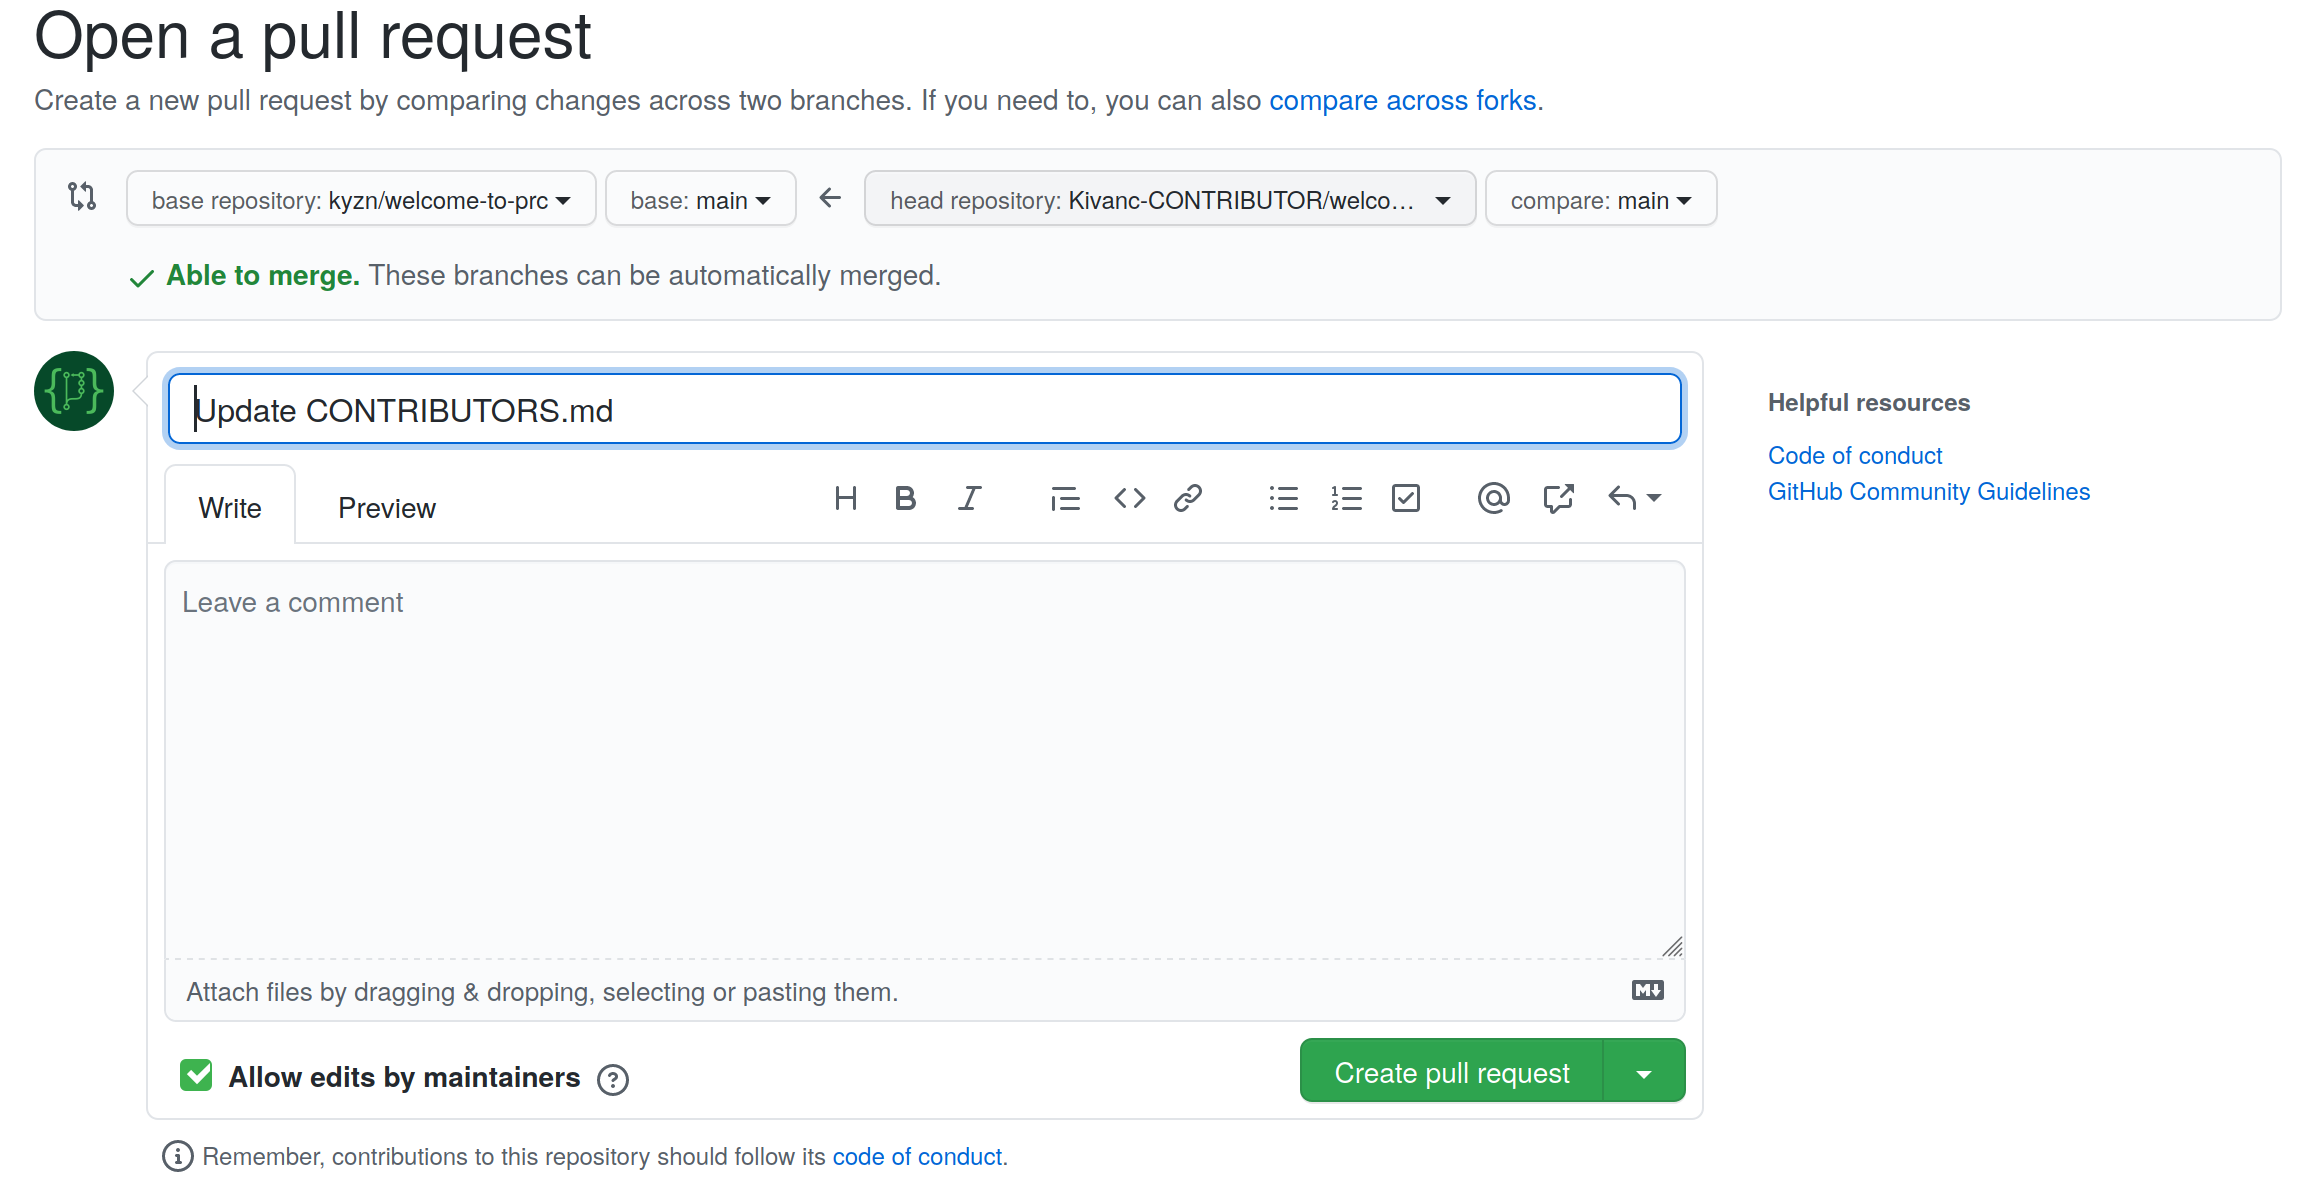 Open a pull request
Create a new pull request by comparing changes across two branches. If you need to, you can also compare across forks.
base repository: kyzn/welcome-to-prc base: main head repository: Kivanc-CONTRIBUTOR/welco... compare: main
Able to merge. These branches can be automatically merged.
Update CONTRIBUTORS.md
Helpful resources
Code of conduct
GitHub Community Guidelines
Write Preview
Leave a comment
Attach files by dragging & dropping, selecting or pasting them.
Allow edits by maintainers
Create pull request
Remember, contributions to this repository should follow its code of conduct.